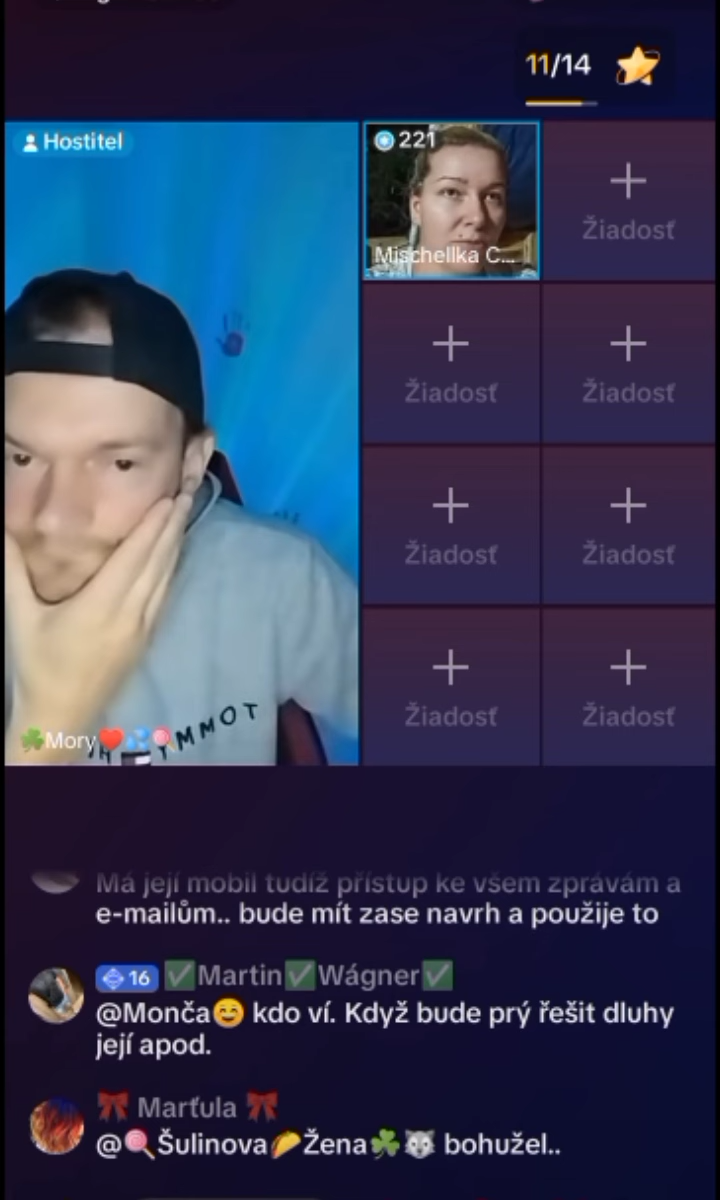 11/14
Hostitel
221
Mischellka C...
Žiadosť
Žiadosť
Žiadosť
Žiadosť
Žiadosť
Žiadosť
Žiadosť
MMOT
☘️Mory❤️💦🍭
Má její mobil tudíž přístup ke všem zprávám a
e-mailům.. bude mít zase navrh a použije to
16 ✅Martin✅Wágner✅
@Monča😊 kdo ví. Když bude prý řešit dluhy
její apod.
🎀 Marťula 🎀
@🍭Šulinova🌮Žena☘️🐺 bohužel..